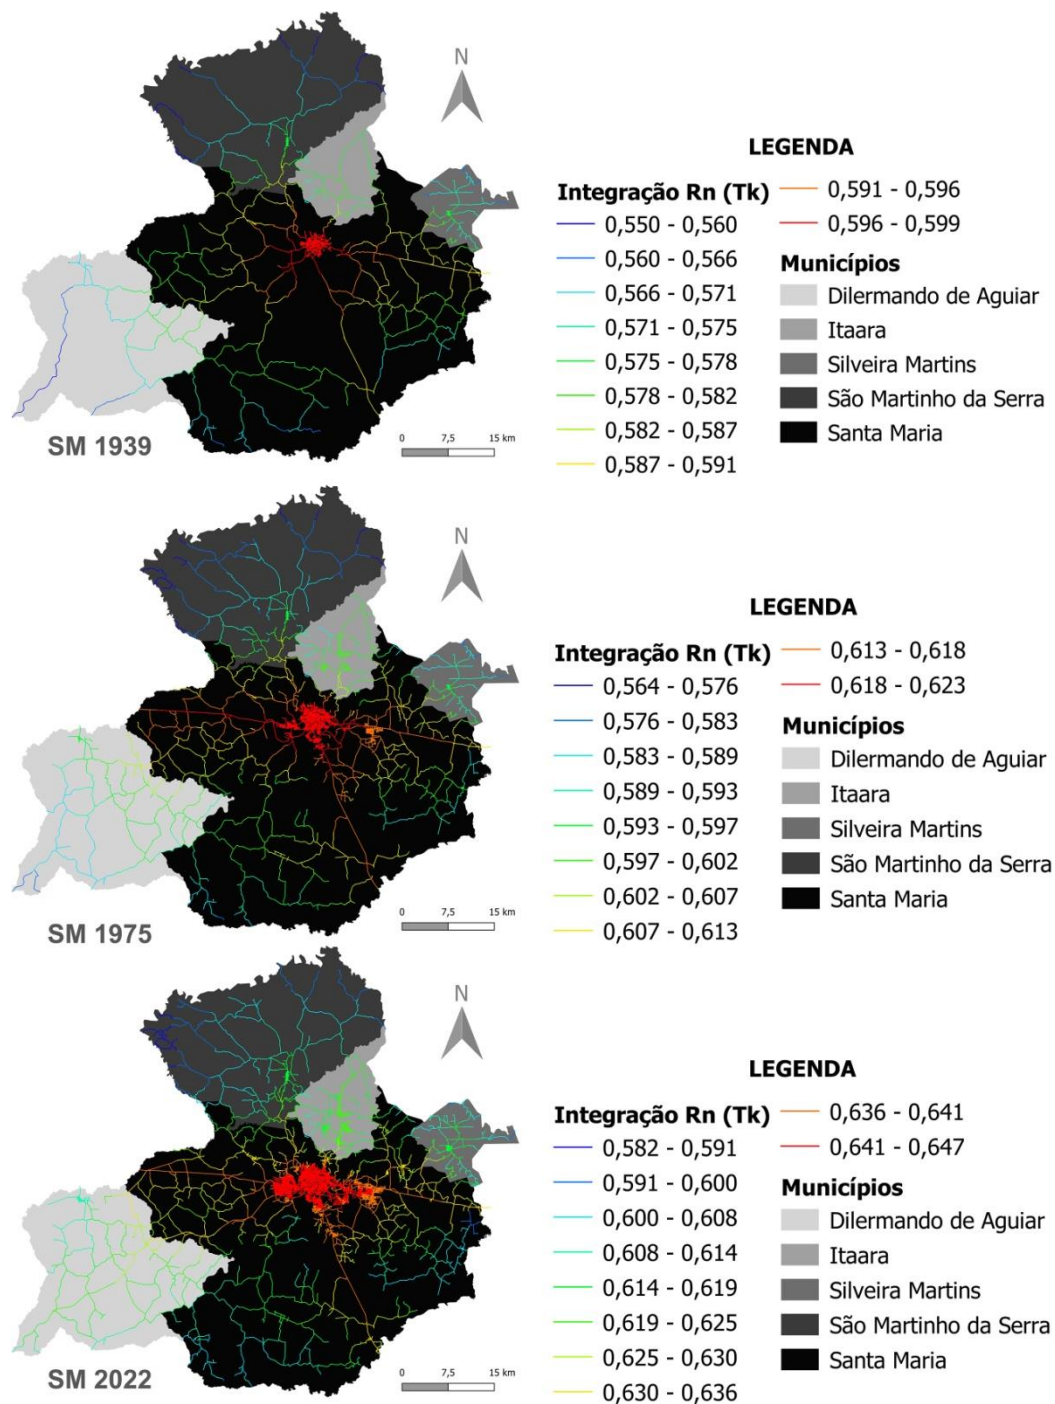 N
LEGENDA
Integração Rn (Tk)
0,550 - 0,560
0,560 - 0,566
0,566 - 0,571
0,571 - 0,575
0,575 - 0,578
0,578 - 0,582
0,582 - 0,587
0,587 - 0,591
0,591 - 0,596
0,596 - 0,599
Municípios
Dilermando de Aguiar
Itaara
Silveira Martins
São Martinho da Serra
Santa Maria
SM 1939
0 7,5 15 km
N
LEGENDA
Integração Rn (Tk)
0,564 - 0,576
0,576 - 0,583
0,583 - 0,589
0,589 - 0,593
0,593 - 0,597
0,597 - 0,602
0,602 - 0,607
0,607 - 0,613
0,613 - 0,618
0,618 - 0,623
Municípios
Dilermando de Aguiar
Itaara
Silveira Martins
São Martinho da Serra
Santa Maria
SM 1975
0 7,5 15 km
N
LEGENDA
Integração Rn (Tk)
0,582 - 0,591
0,591 - 0,600
0,600 - 0,608
0,608 - 0,614
0,614 - 0,619
0,619 - 0,625
0,625 - 0,630
0,630 - 0,636
0,636 - 0,641
0,641 - 0,647
Municípios
Dilermando de Aguiar
Itaara
Silveira Martins
São Martinho da Serra
Santa Maria
SM 2022
0 7,5 15 km